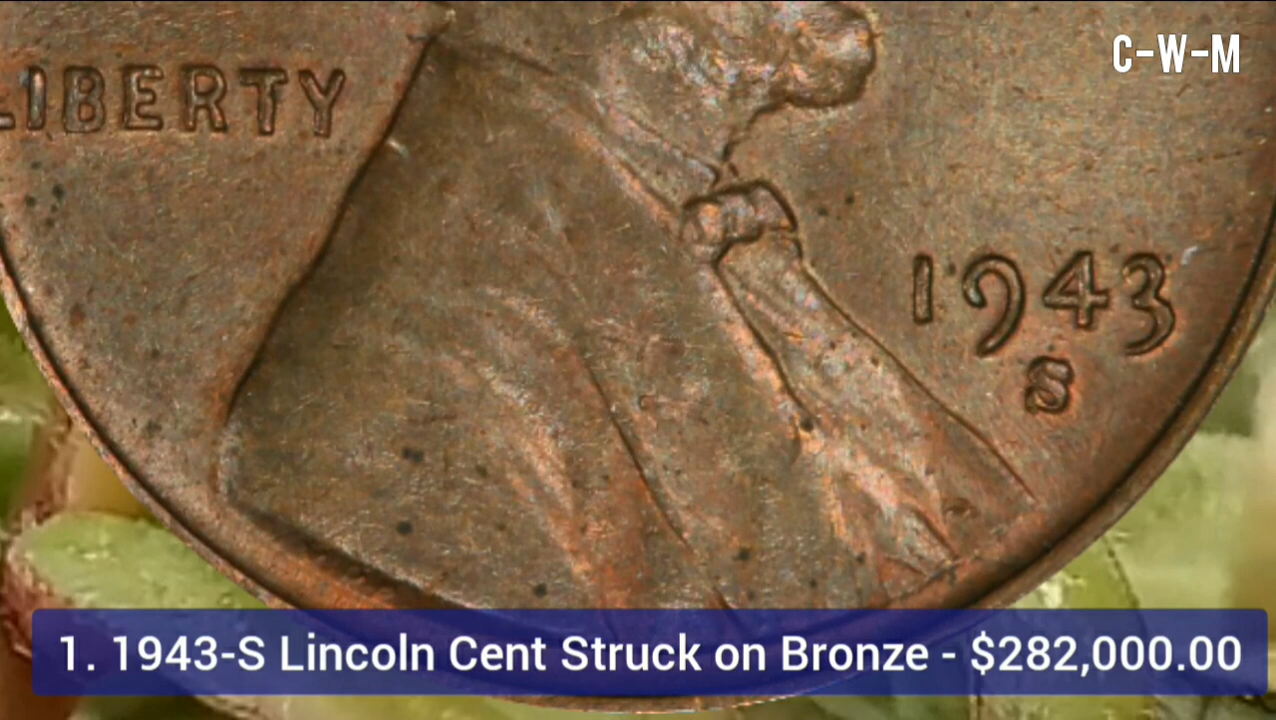 C-W-M
LIBERTY
1943
S
1. 1943-S Lincoln Cent Struck on Bronze - $282,000.00